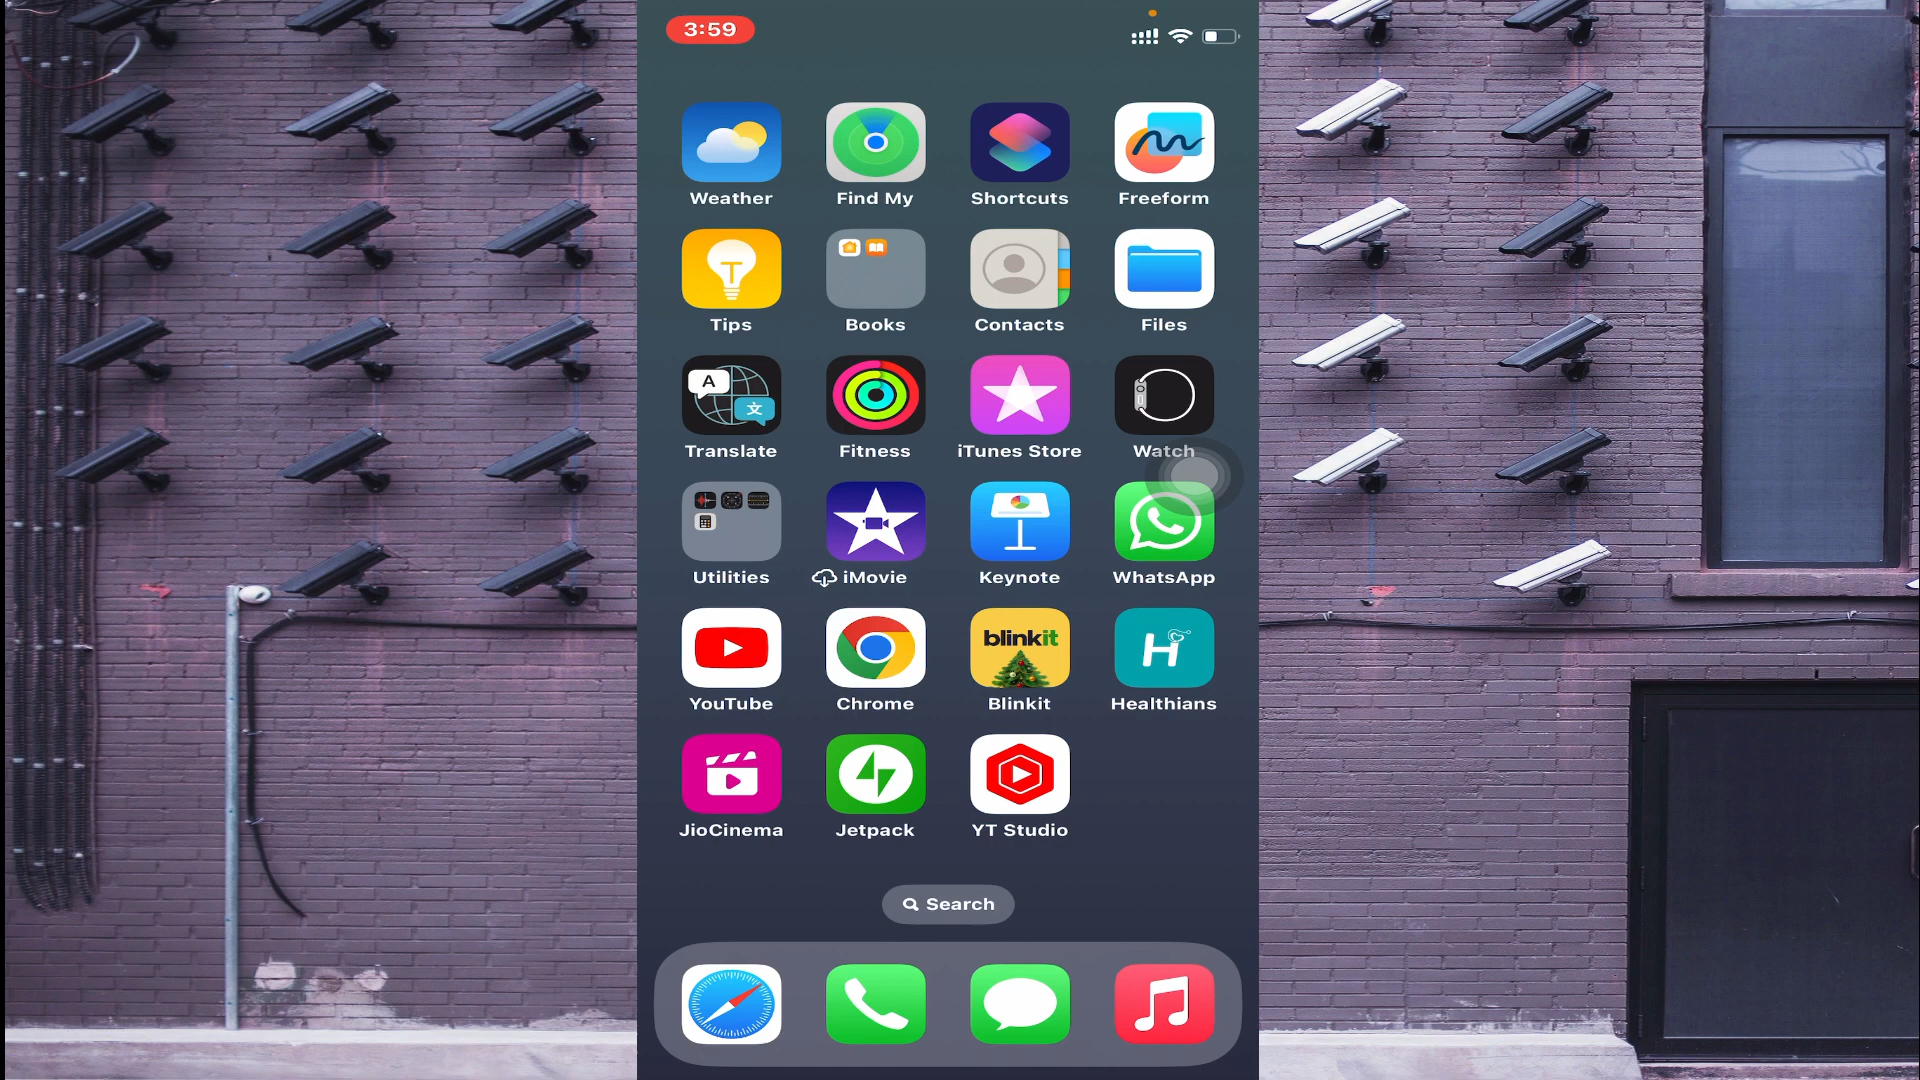 3:59
Weather Find My Shortcuts Freeform
T
Tips Books Contacts Files
A
文
Translate Fitness iTunes Store Watch
Utilities iMovie Keynote WhatsApp
blinkit
H
YouTube Chrome Blinkit Healthians
JioCinema Jetpack YT Studio
Search